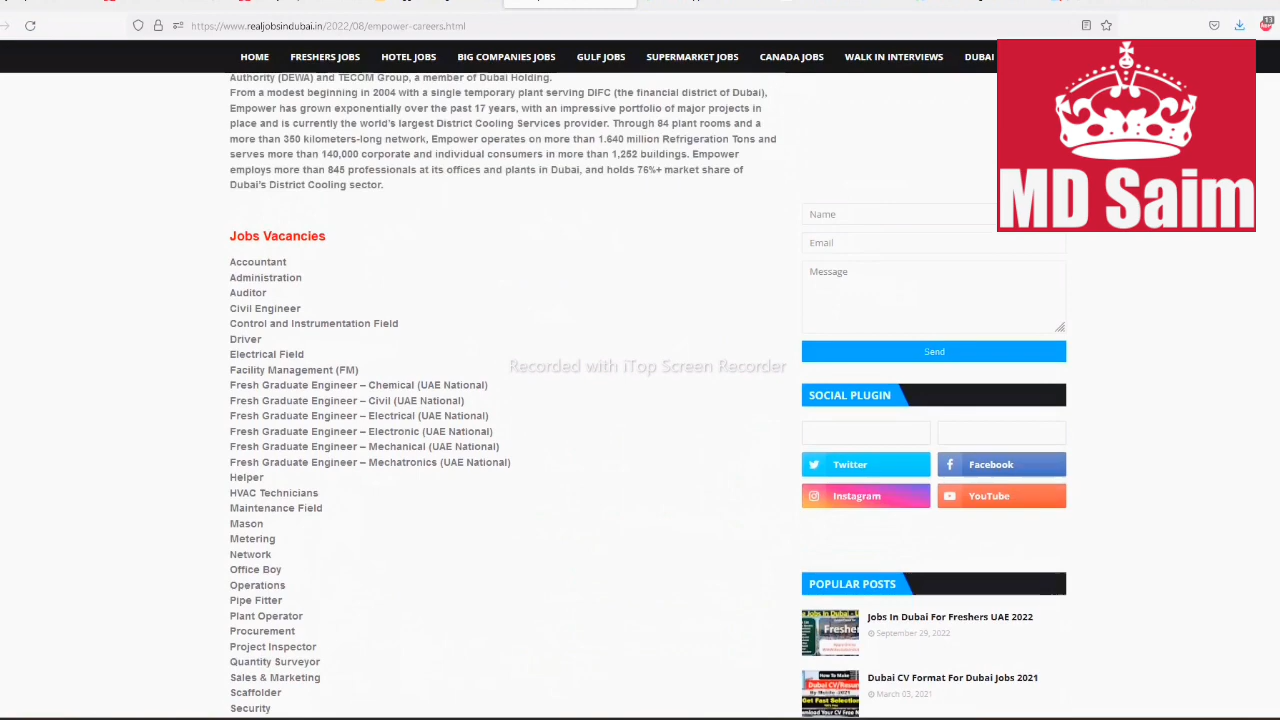 https://www.realjobsindubai.in/2022/08/empower-careers.html
13
HOME FRESHERS JOBS HOTEL JOBS BIG COMPANIES JOBS GULF JOBS SUPERMARKET JOBS CANADA JOBS WALK IN INTERVIEWS DUBAI
MD Saim
Authority (DEWA) and TECOM Group, a member of Dubai Holding.
From a modest beginning in 2004 with a single temporary plant serving DIFC (the financial district of Dubai),
Empower has grown exponentially over the past 17 years, with an impressive portfolio of major projects in
place and is currently the world's largest District Cooling Services provider. Through 84 plant rooms and a
more than 350 kilometers-long network, Empower operates on more than 1.640 million Refrigeration Tons and
serves more than 140,000 corporate and individual consumers in more than 1,252 buildings. Empower
employs more than 845 professionals at its offices and plants in Dubai, and holds 76%+ market share of
Dubai's District Cooling sector.
Jobs Vacancies
Accountant
Administration
Auditor
Civil Engineer
Control and Instrumentation Field
Driver
Electrical Field
Facility Management (FM)
Fresh Graduate Engineer – Chemical (UAE National)
Fresh Graduate Engineer – Civil (UAE National)
Fresh Graduate Engineer – Electrical (UAE National)
Fresh Graduate Engineer – Electronic (UAE National)
Fresh Graduate Engineer – Mechanical (UAE National)
Fresh Graduate Engineer – Mechatronics (UAE National)
Helper
HVAC Technicians
Maintenance Field
Mason
Metering
Network
Office Boy
Operations
Pipe Fitter
Plant Operator
Procurement
Project Inspector
Quantity Surveyor
Sales & Marketing
Scaffolder
Security
Recorded with iTop Screen Recorder
Name
Email
Message
Send
SOCIAL PLUGIN
Twitter
Facebook
Instagram
YouTube
POPULAR POSTS
Jobs In Dubai For Freshers UAE 2022
September 29, 2022
Dubai CV Format For Dubai Jobs 2021
March 03, 2021